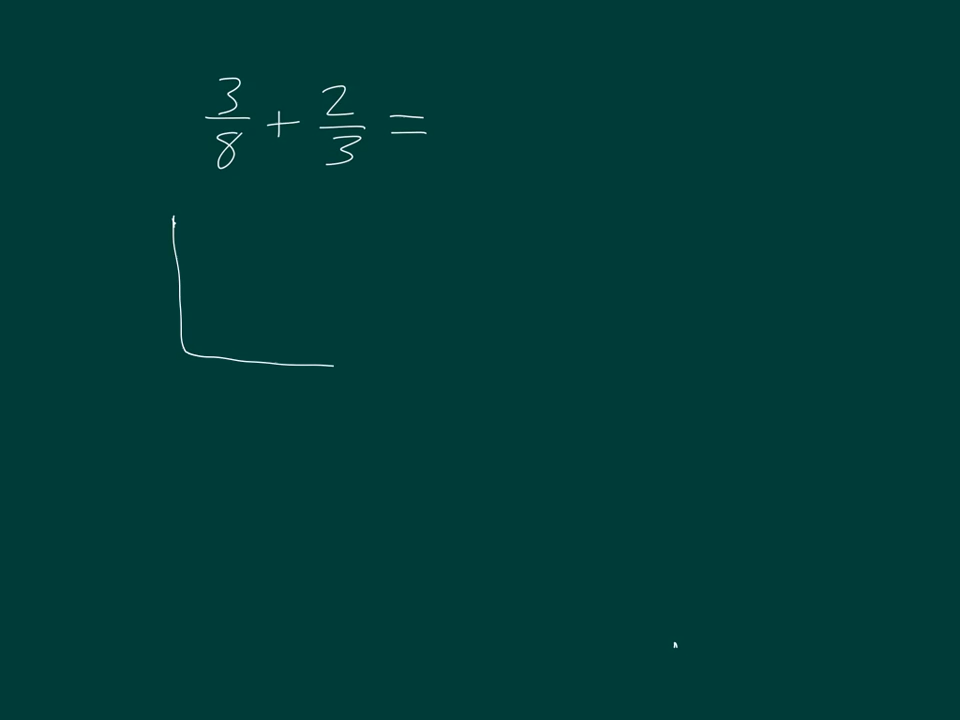 3/8 + 2/3 =